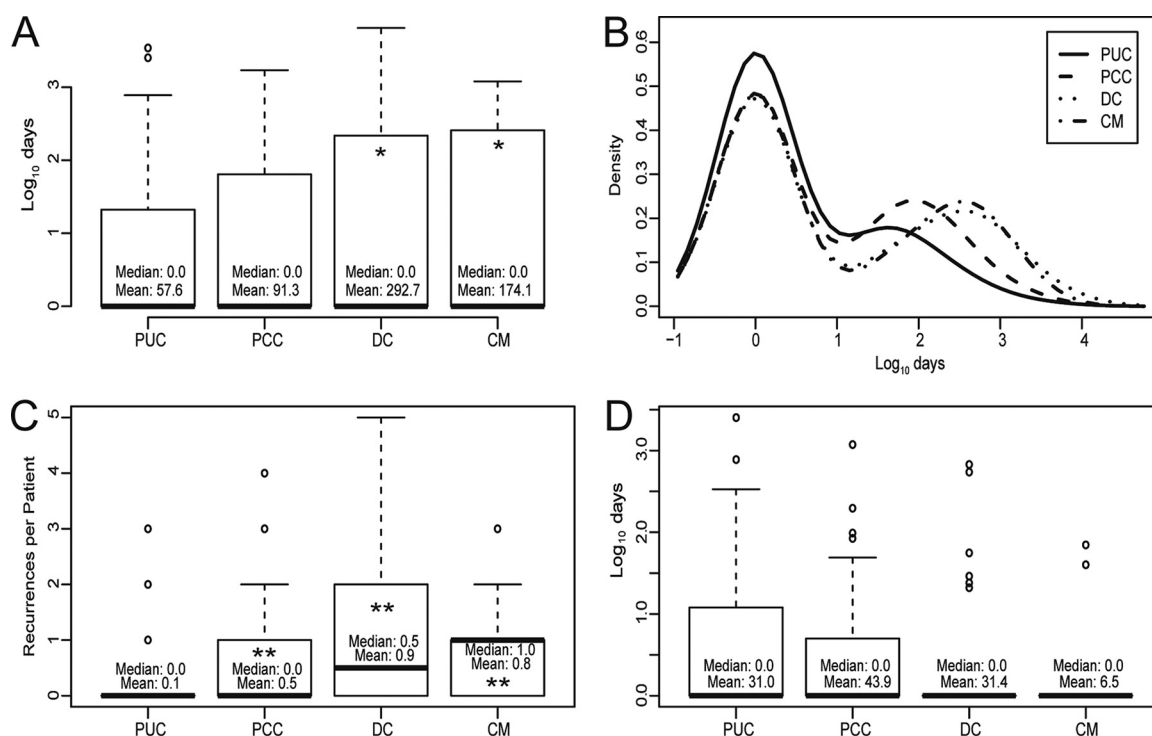 A
Log10 days
3
2
1
0
*
*
Median: 0.0
Mean: 57.6
Median: 0.0
Mean: 91.3
Median: 0.0
Mean: 292.7
Median: 0.0
Mean: 174.1
PUC
PCC
DC
CM
B
Density
0.6
0.5
0.4
0.3
0.2
0.1
0.0
PUC
PCC
DC
CM
−1
0
1
2
3
4
Log10 days
C
Recurrences per Patient
5
4
3
2
1
0
Median: 0.0
Mean: 0.1
**
Median: 0.0
Mean: 0.5
**
Median: 0.5
Mean: 0.9
Median: 1.0
Mean: 0.8
**
PUC
PCC
DC
CM
D
Log10 days
3.0
2.0
1.0
0.0
Median: 0.0
Mean: 31.0
Median: 0.0
Mean: 43.9
Median: 0.0
Mean: 31.4
Median: 0.0
Mean: 6.5
PUC
PCC
DC
CM